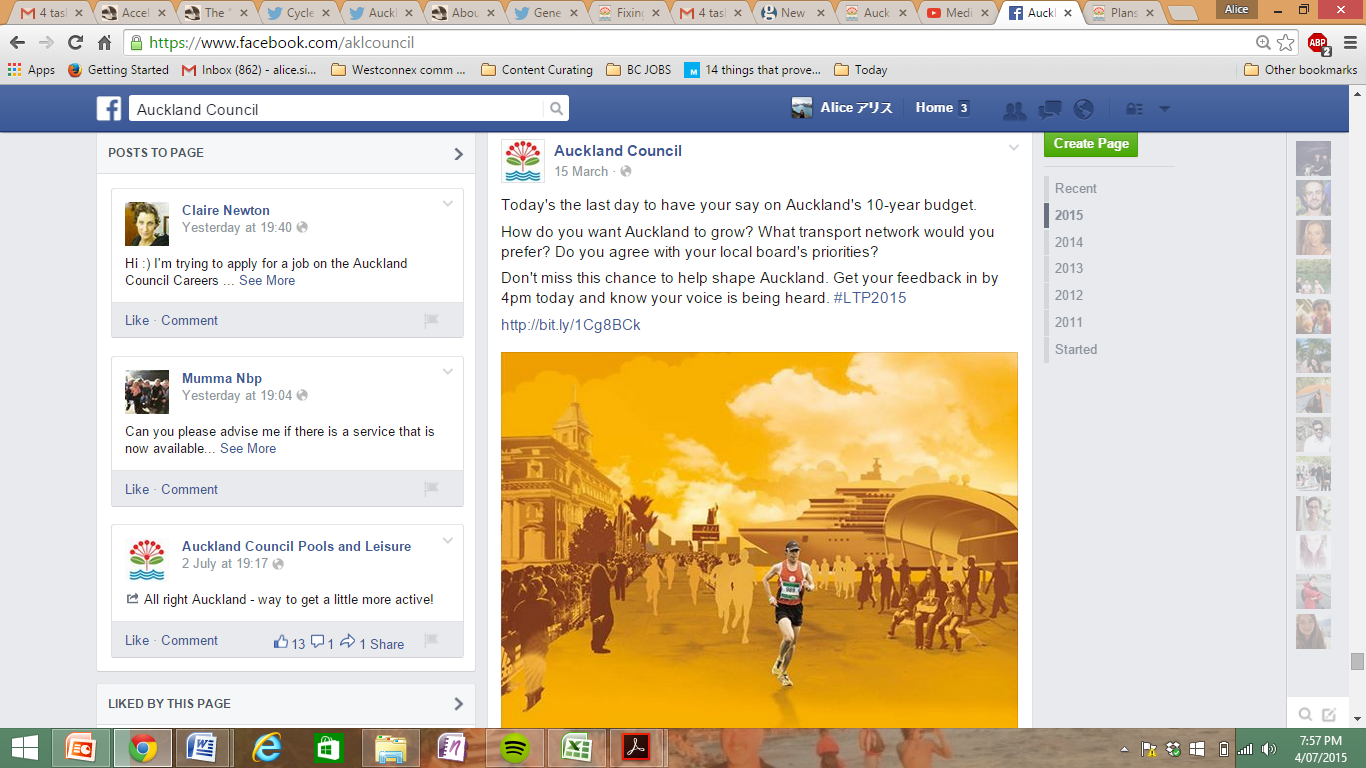 4 tas
Accel
The "
Cycle
Auckl
Abou
Gene
Fixing
4 tas
New
Auck
Medi
Auckl
Plans
Alice
https://www.facebook.com/aklcouncil
ABP
2
Apps
Getting Started
Inbox (862) - alice.si...
Westconnex comm ...
Content Curating
BC JOBS
14 things that prove...
Today
Other bookmarks
Auckland Council
Alice アリス
Home 3
POSTS TO PAGE
Claire Newton
Yesterday at 19:40
Hi :) I'm trying to apply for a job on the Auckland
Council Careers ... See More
Like · Comment
Mumma Nbp
Yesterday at 19:04
Can you please advise me if there is a service that is
now available... See More
Like · Comment
Auckland Council Pools and Leisure
2 July at 19:17
All right Auckland - way to get a little more active!
Like · Comment 13 1 1 Share
LIKED BY THIS PAGE
Auckland Council
15 March ·
Today's the last day to have your say on Auckland's 10-year budget.
How do you want Auckland to grow? What transport network would you
prefer? Do you agree with your local board's priorities?
Don't miss this chance to help shape Auckland. Get your feedback in by
4pm today and know your voice is being heard. #LTP2015
http://bit.ly/1Cg8BCk
Create Page
Recent
2015
2014
2013
2012
2011
Started
7:57 PM
4/07/2015